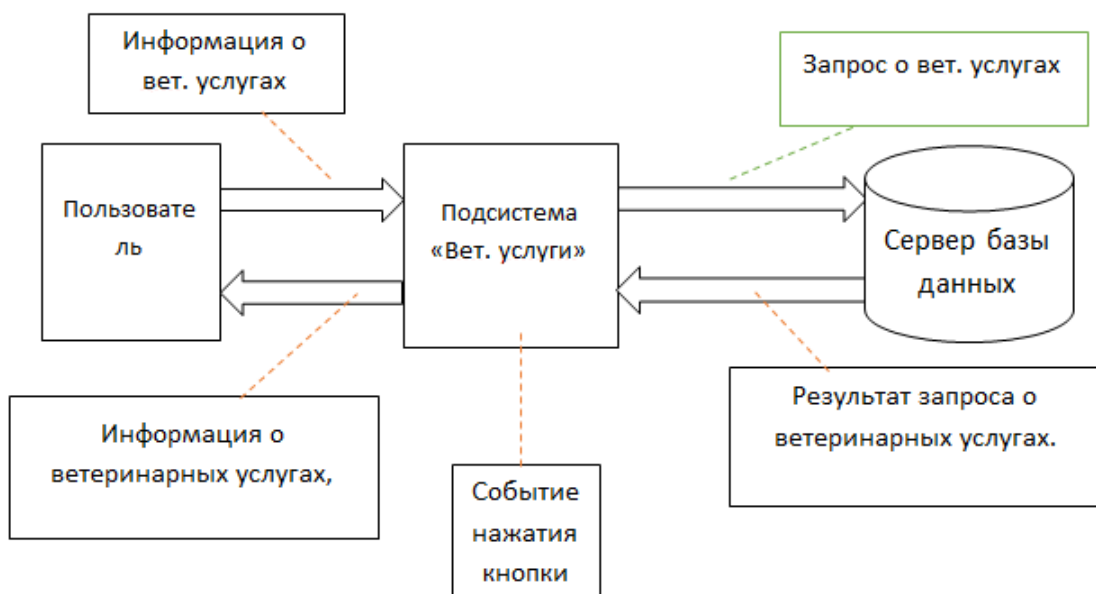 Информация о
вет. услугах
Запрос о вет. услугах
Пользовате
ль
Подсистема
«Вет. услуги»
Сервер базы
данных
Информация о
ветеринарных услугах,
Событие
нажатия
кнопки
Результат запроса о
ветеринарных услугах.